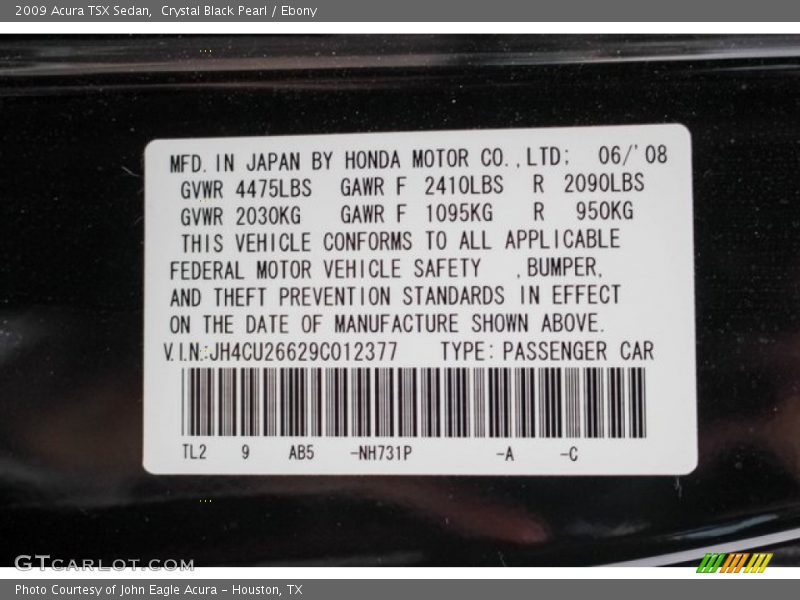 2009 Acura TSX Sedan,  Crystal Black Pearl / Ebony
MFD. IN JAPAN BY HONDA MOTOR CO., LTD; 06/'08
GVWR 4475LBS GAWR F 2410LBS R 2090LBS
GVWR 2030KG GAWR F 1095KG R 950KG
THIS VEHICLE CONFORMS TO ALL APPLICABLE
FEDERAL MOTOR VEHICLE SAFETY ,BUMPER,
AND THEFT PREVENTION STANDARDS IN EFFECT
ON THE DATE OF MANUFACTURE SHOWN ABOVE.
V.I.N.:JH4CU26629C012377 TYPE: PASSENGER CAR
TL2 9 AB5 -NH731P -A -C
GTCARLOT.COM
Photo Courtesy of John Eagle Acura - Houston, TX